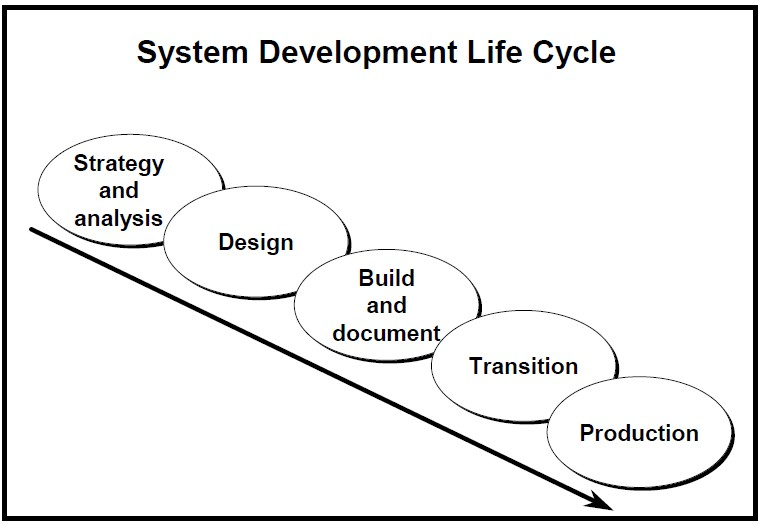 System Development Life Cycle
Strategy
and
analysis
Design
Build
and
document
Transition
Production